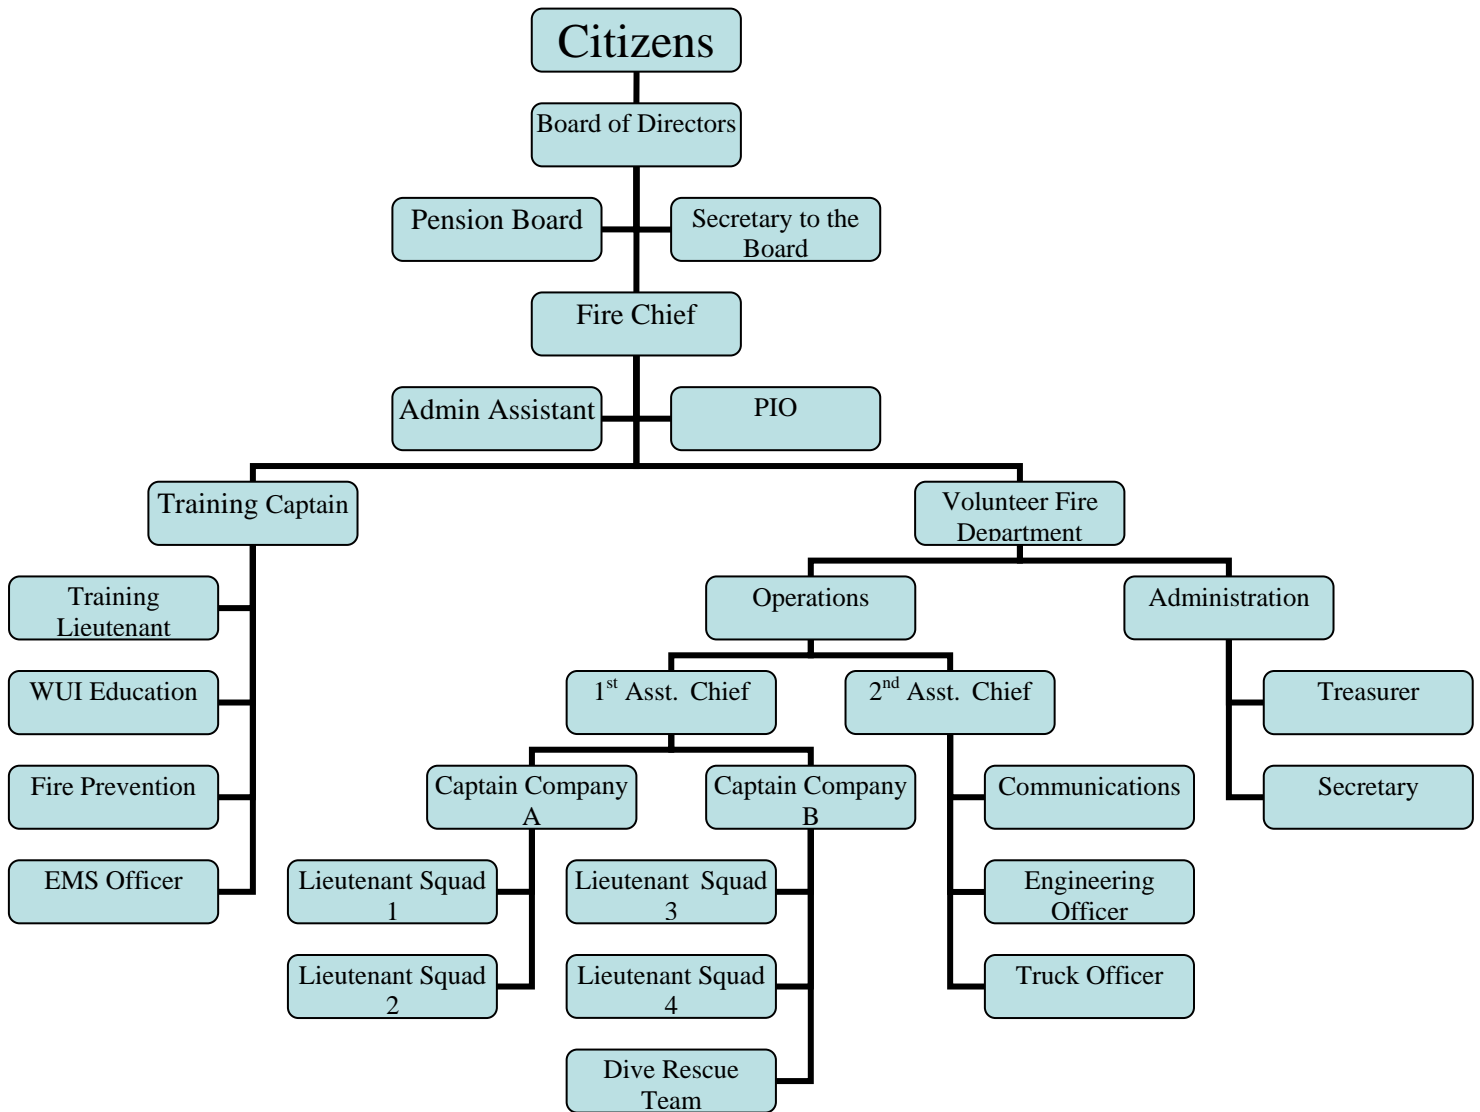 Citizens
Board of Directors
Pension Board
Secretary to the
Board
Fire Chief
Admin Assistant
PIO
Training Captain
Volunteer Fire
Department
Training
Lieutenant
Operations
Administration
WUI Education
1st Asst. Chief
2nd Asst. Chief
Treasurer
Fire Prevention
Captain Company
A
Captain Company
B
Communications
Secretary
EMS Officer
Lieutenant Squad
1
Lieutenant Squad
3
Engineering
Officer
Lieutenant Squad
2
Lieutenant Squad
4
Truck Officer
Dive Rescue
Team